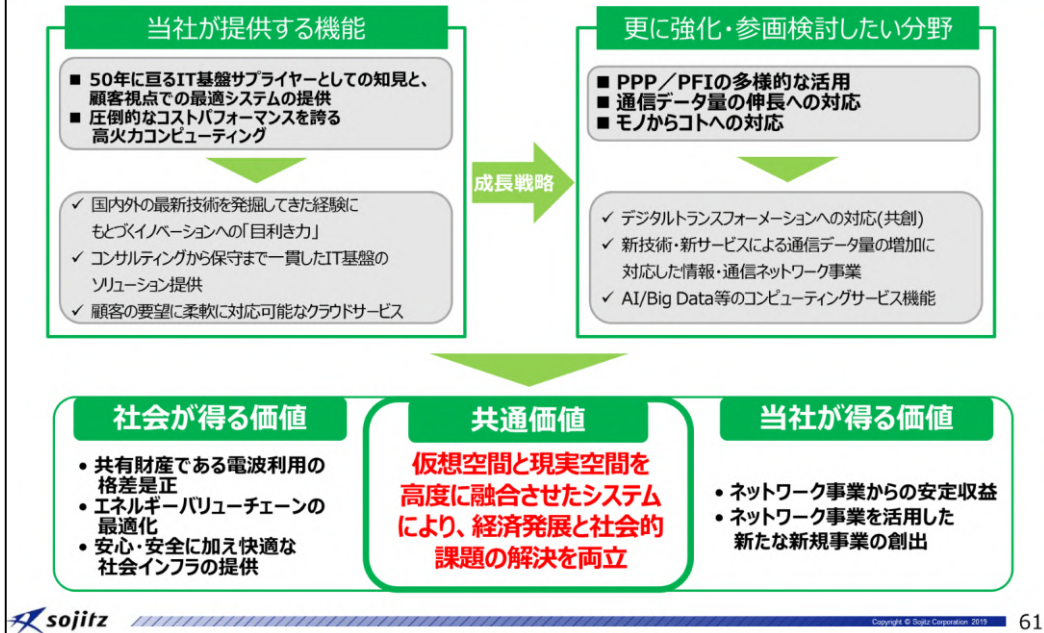 当社が提供する機能
■ 50年に亘るIT基盤サプライヤーとしての知見と、
顧客視点での最適システムの提供
■ 圧倒的なコストパフォーマンスを誇る
高火力コンピューティング
✓ 国内外の最新技術を発掘してきた経験に
もとづくイノベーションへの「目利き力」
✓ コンサルティングから保守まで一貫したIT基盤の
ソリューション提供
✓ 顧客の要望に柔軟に対応可能なクラウドサービス
成長戦略
更に強化・参画検討したい分野
■ PPP／PFIの多様的な活用
■ 通信データ量の伸長への対応
■ モノからコトへの対応
✓ デジタルトランスフォーメーションへの対応(共創)
✓ 新技術・新サービスによる通信データ量の増加に
対応した情報・通信ネットワーク事業
✓ AI/Big Data等のコンピューティングサービス機能
社会が得る価値
• 共有財産である電波利用の
格差是正
• エネルギーバリューチェーンの
最適化
• 安心・安全に加え快適な
社会インフラの提供
共通価値
仮想空間と現実空間を
高度に融合させたシステム
により、経済発展と社会的
課題の解決を両立
当社が得る価値
• ネットワーク事業からの安定収益
• ネットワーク事業を活用した
新たな新規事業の創出
sojitz
Copyright © Sojitz Corporation 2019
61